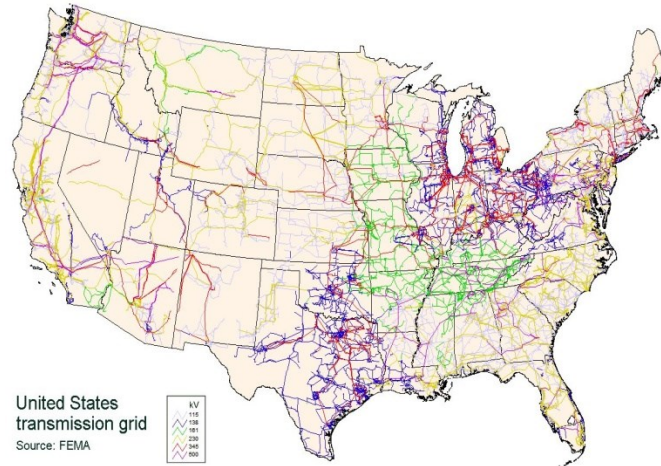 United States
transmission grid
Source: FEMA
kV
115
138
161
230
345
500